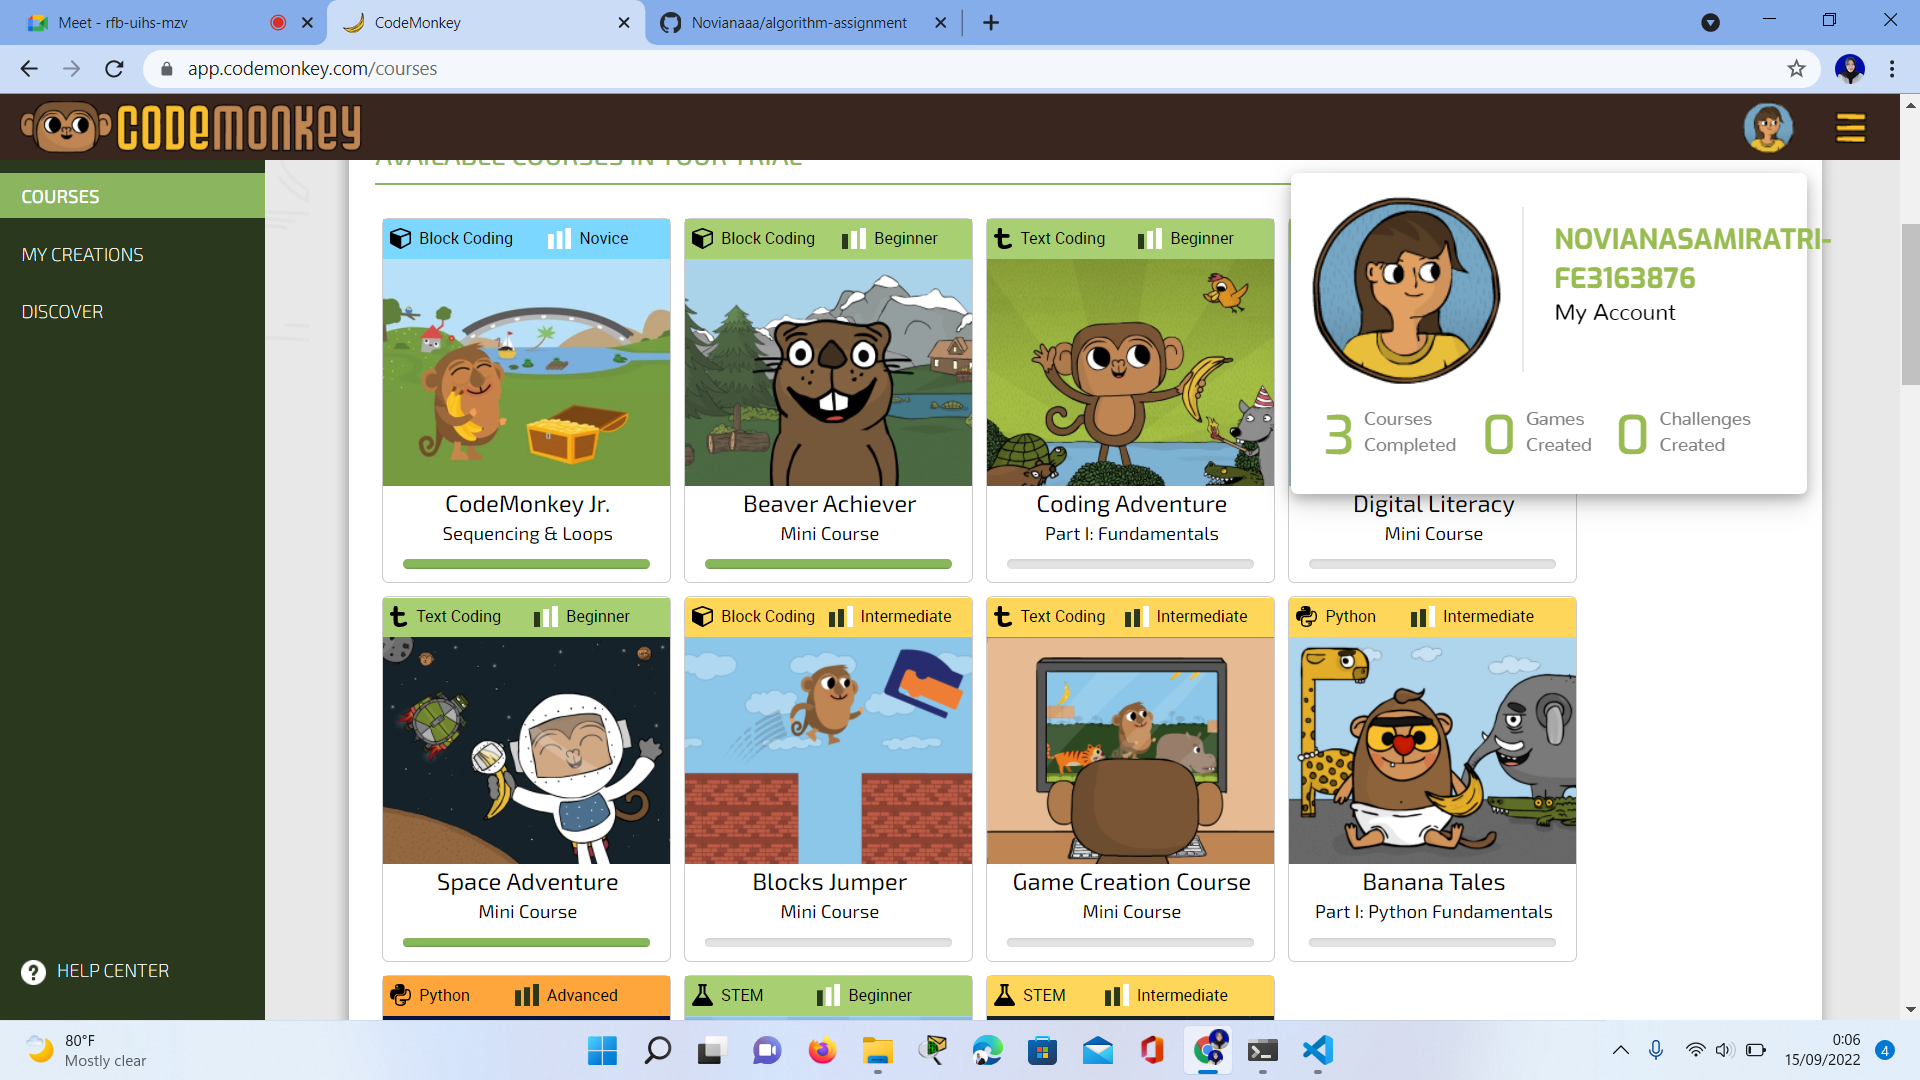 Meet - rfb-uihs-mzv
CodeMonkey
Novianaaa/algorithm-assignment
app.codemonkey.com/courses
CODEMONKEY
AVAILABLE COURSES IN YOUR TRIAL
COURSES
MY CREATIONS
DISCOVER
HELP CENTER
NOVIANASAMIRATRI-
FE3163876
My Account
3 Courses Completed
0 Games Created
0 Challenges Created
Block Coding Novice
CodeMonkey Jr.
Sequencing & Loops
Block Coding Beginner
Beaver Achiever
Mini Course
Text Coding Beginner
Coding Adventure
Part I: Fundamentals
Digital Literacy
Mini Course
Text Coding Beginner
Space Adventure
Mini Course
Block Coding Intermediate
Blocks Jumper
Mini Course
Text Coding Intermediate
Game Creation Course
Mini Course
Python Intermediate
Banana Tales
Part I: Python Fundamentals
Python Advanced
STEM Beginner
STEM Intermediate
80°F
Mostly clear
0:06
15/09/2022
4